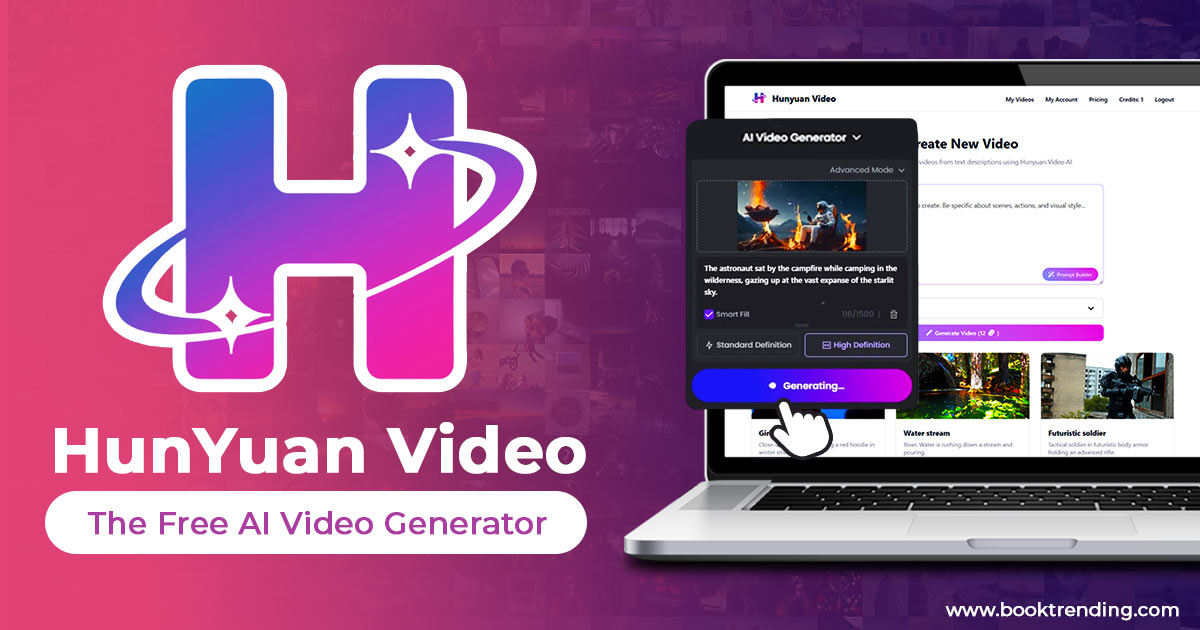 HunYuan Video
The Free AI Video Generator
Hunyuan Video
My Videos My Account Pricing Credits: 1 Logout
AI Video Generator
Advanced Mode
The astronaut sat by the campfire while camping in the
wilderness, gazing up at the vast expanse of the starlit
sky.
Smart Fill
116/1500
Standard Definition
High Definition
Generating...
reate New Video
videos from text descriptions using Hunyuan Video AI
create. Be specific about scenes, actions, and visual style...
Prompt Builder
Generate Video (12
)
Gir
Close
ng a red hoodie in
winter
Water stream
River. Water is rushing down a stream and
pouring.
Futuristic soldier
Tactical soldier in futuristic body armor
holding an advanced rifle.
www.booktrending.com